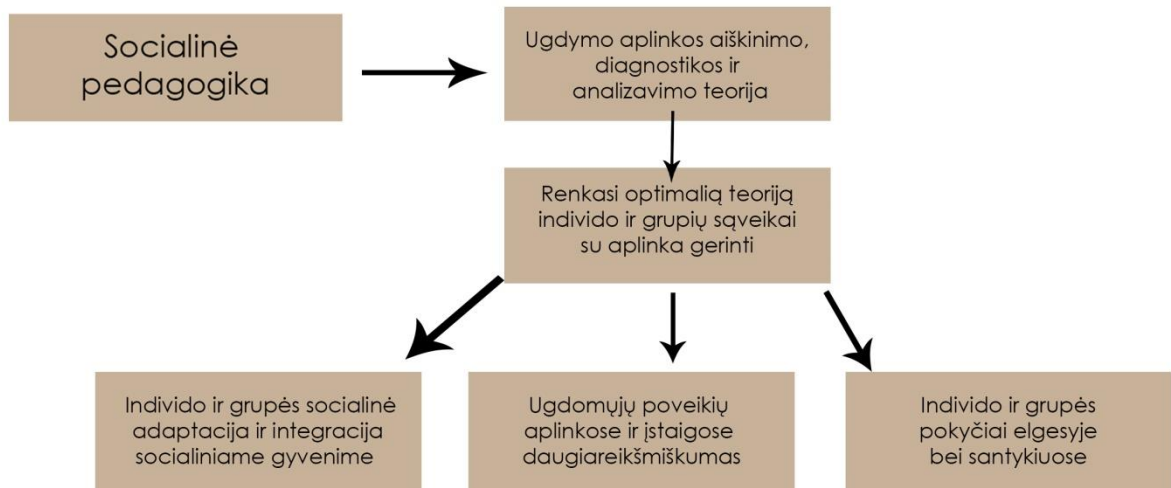 Socialinė
pedagogika
Ugdymo aplinkos aiškinimo,
diagnostikos ir
analizavimo teorija
Renkasi optimalią teoriją
individo ir grupių sąveikai
su aplinka gerinti
Individo ir grupės socialinė
adaptacija ir integracija
socialiniame gyvenime
Ugdomųjų poveikių
aplinkose ir įstaigose
daugiareikšmiškumas
Individo ir grupės
pokyčiai elgesyje
bei santykiuose